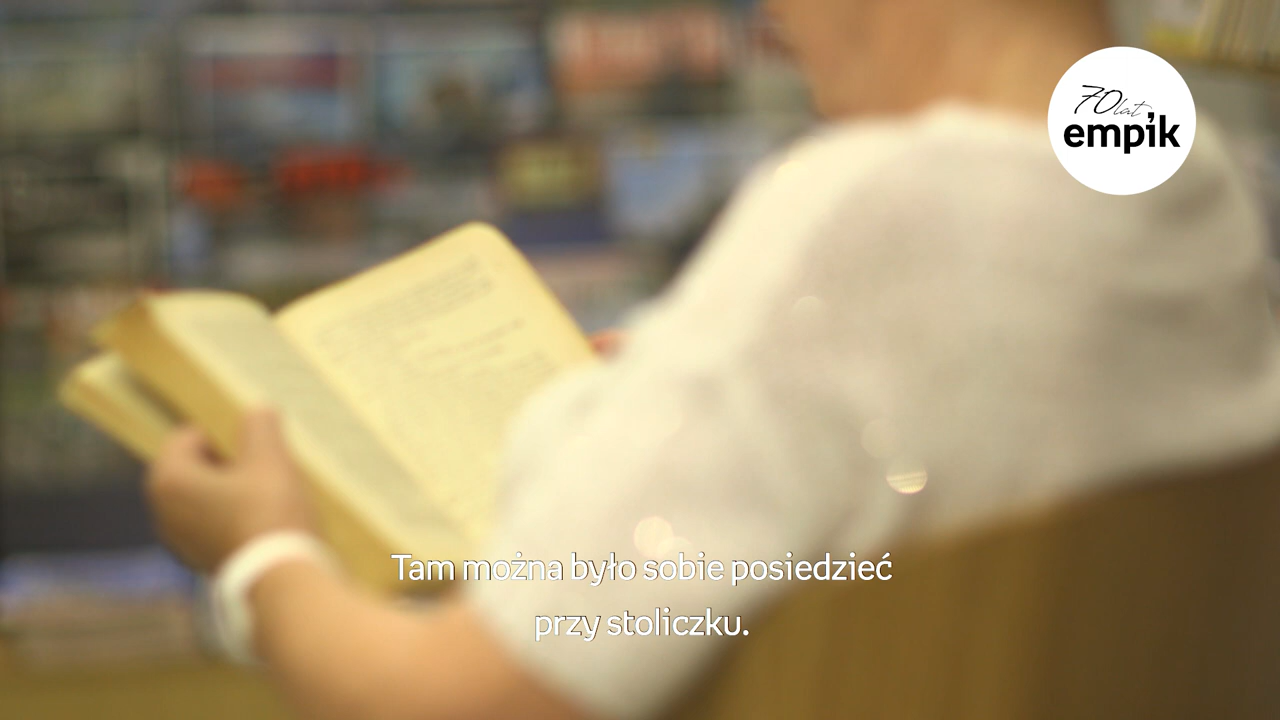 70 lat
empik
Tam można było sobie posiedzieć
przy stoliczku.